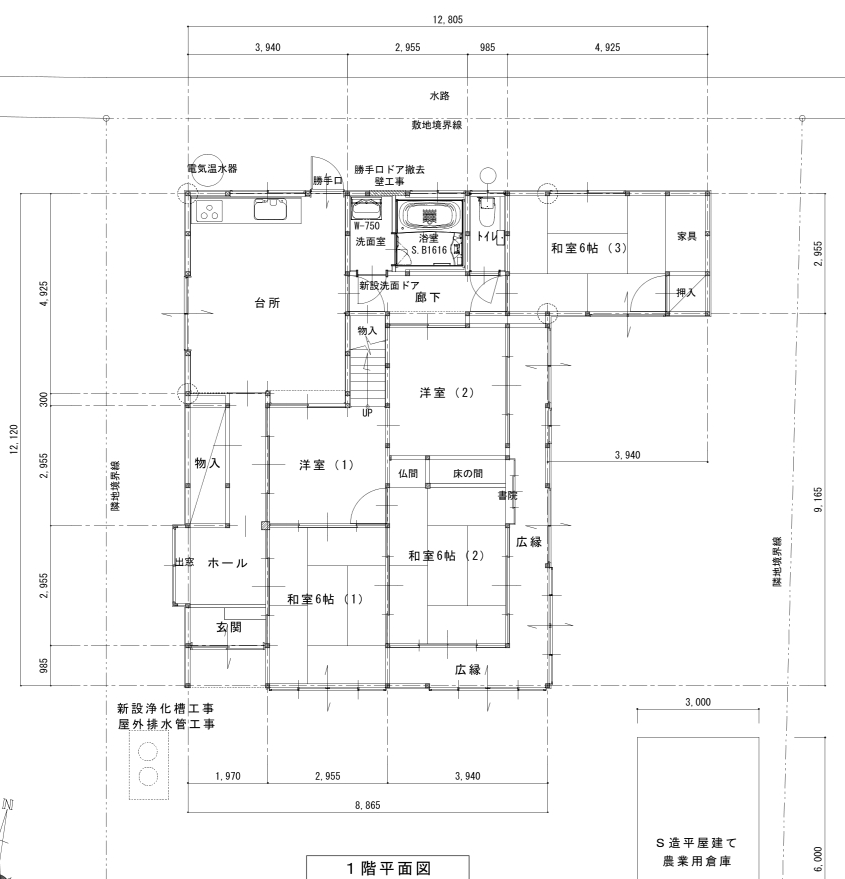 12,805
3,940
2,955
985
4,925
水路
敷地境界線
電気温水器
勝手口
勝手口ドア撤去
壁工事
W-750
洗面室
浴室
S.B1616
トイレ
和室6帖（3）
家具
押入
新設洗面ドア
廊下
台所
物入
UP
洋室（2）
洋室（1）
仏間
床の間
書院
物入
出窓
ホール
玄関
和室6帖（1）
和室6帖（2）
広縁
広縁
4,925
300
2,955
2,955
985
12,120
隣地境界線
2,955
9,165
3,940
隣地境界線
新設浄化槽工事
屋外排水管工事
1,970
2,955
3,940
8,865
3,000
6,000
S造平屋建て
農業用倉庫
N
1階平面図